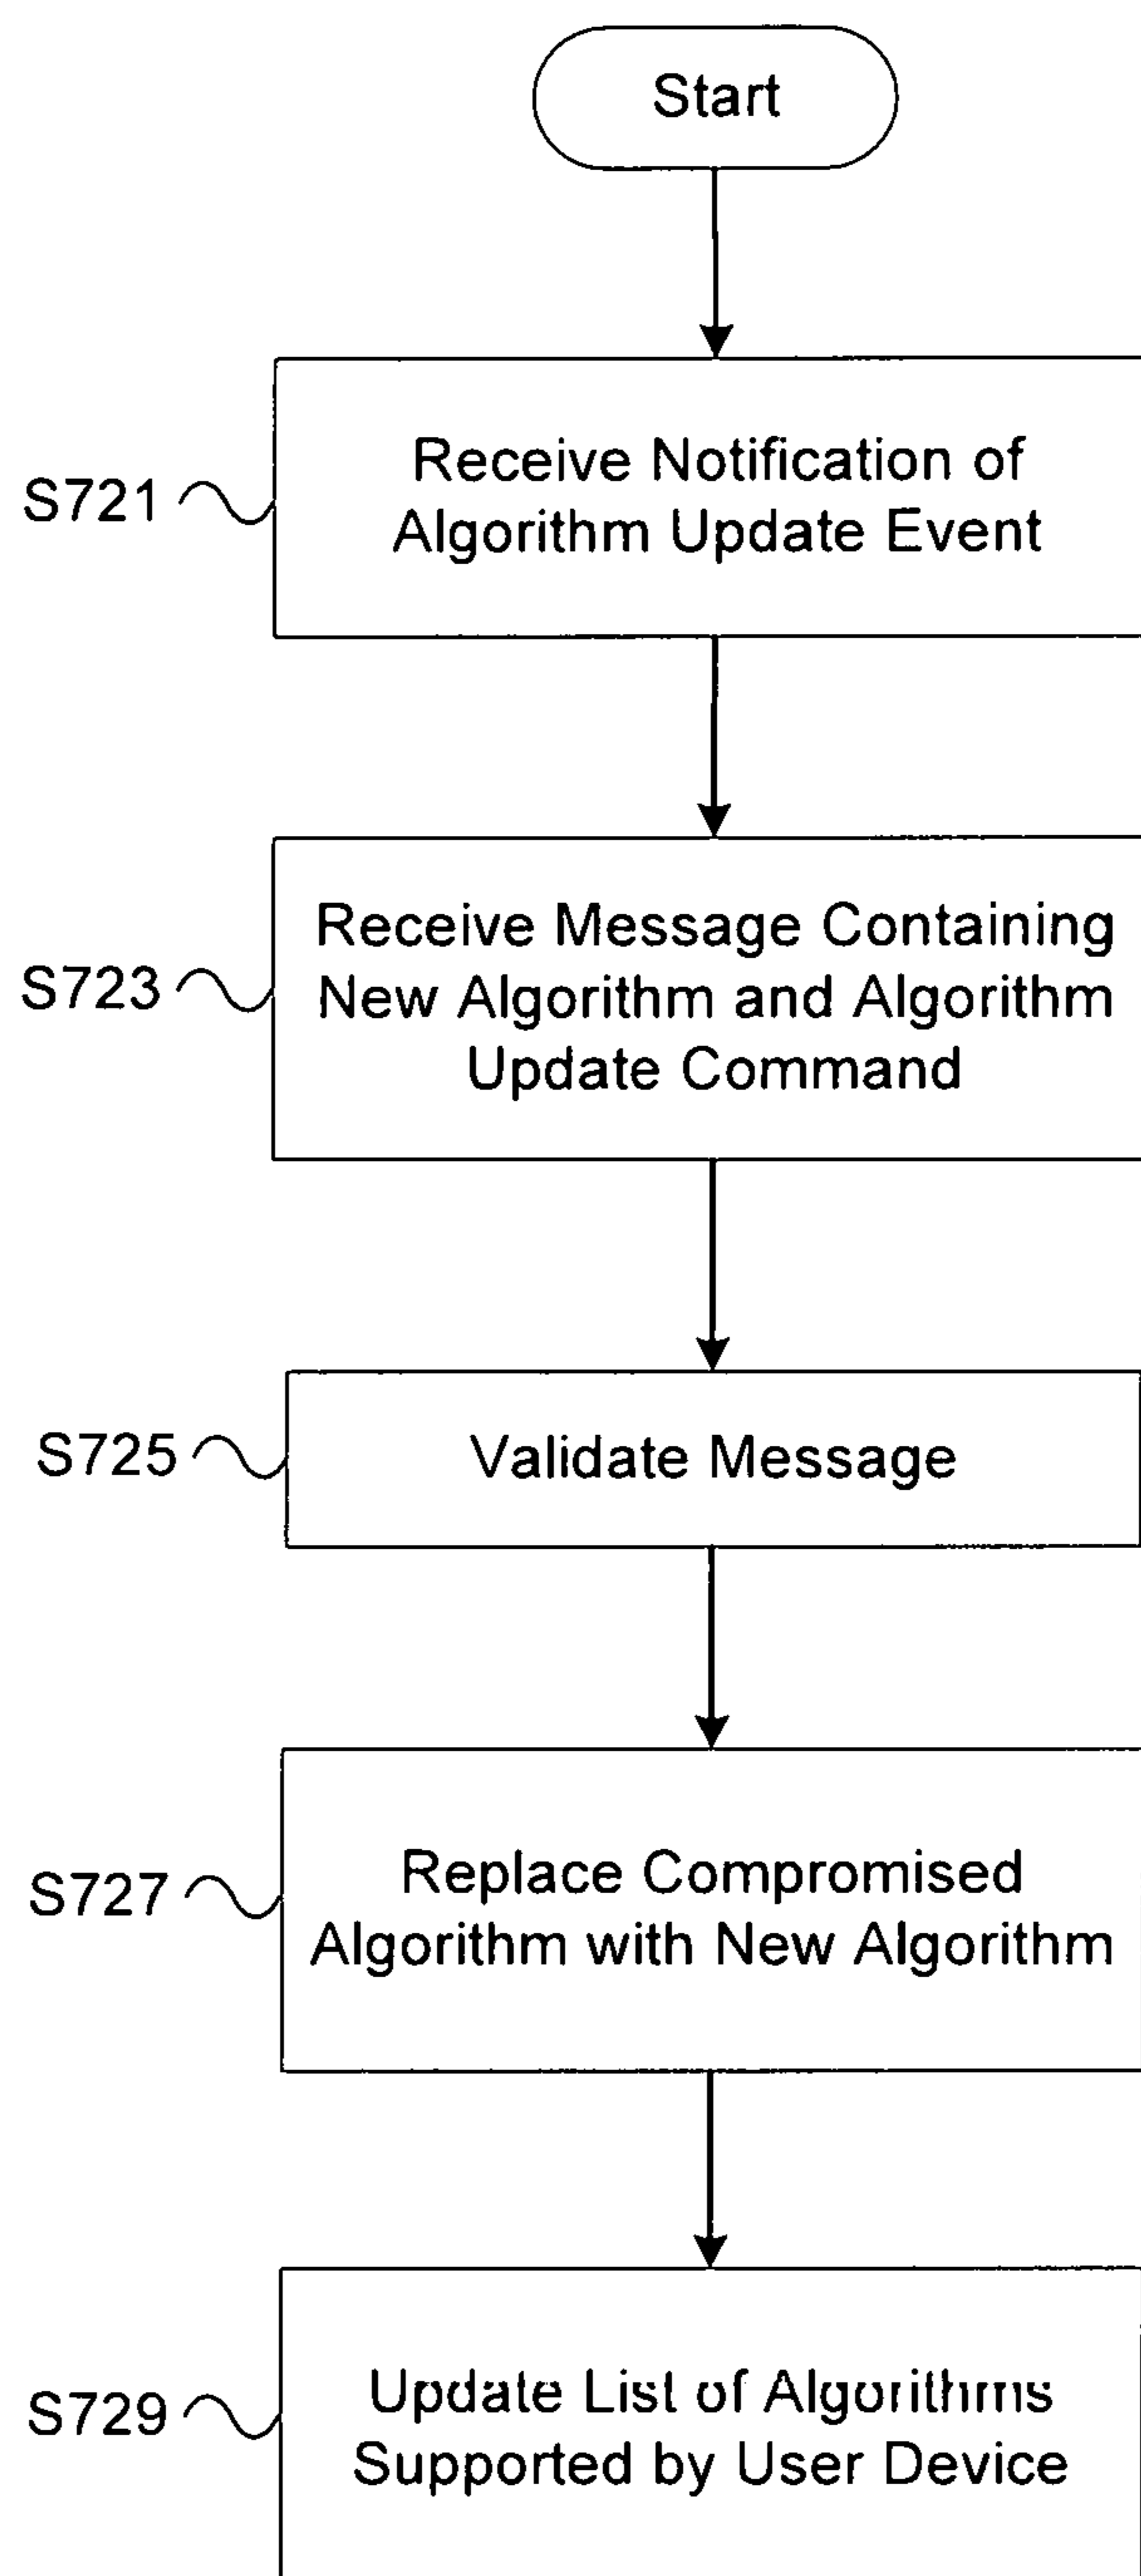 Start
S721
Receive Notification of
Algorithm Update Event
S723
Receive Message Containing
New Algorithm and Algorithm
Update Command
S725
Validate Message
S727
Replace Compromised
Algorithm with New Algorithm
S729
Update List of Algorithms
Supported by User Device